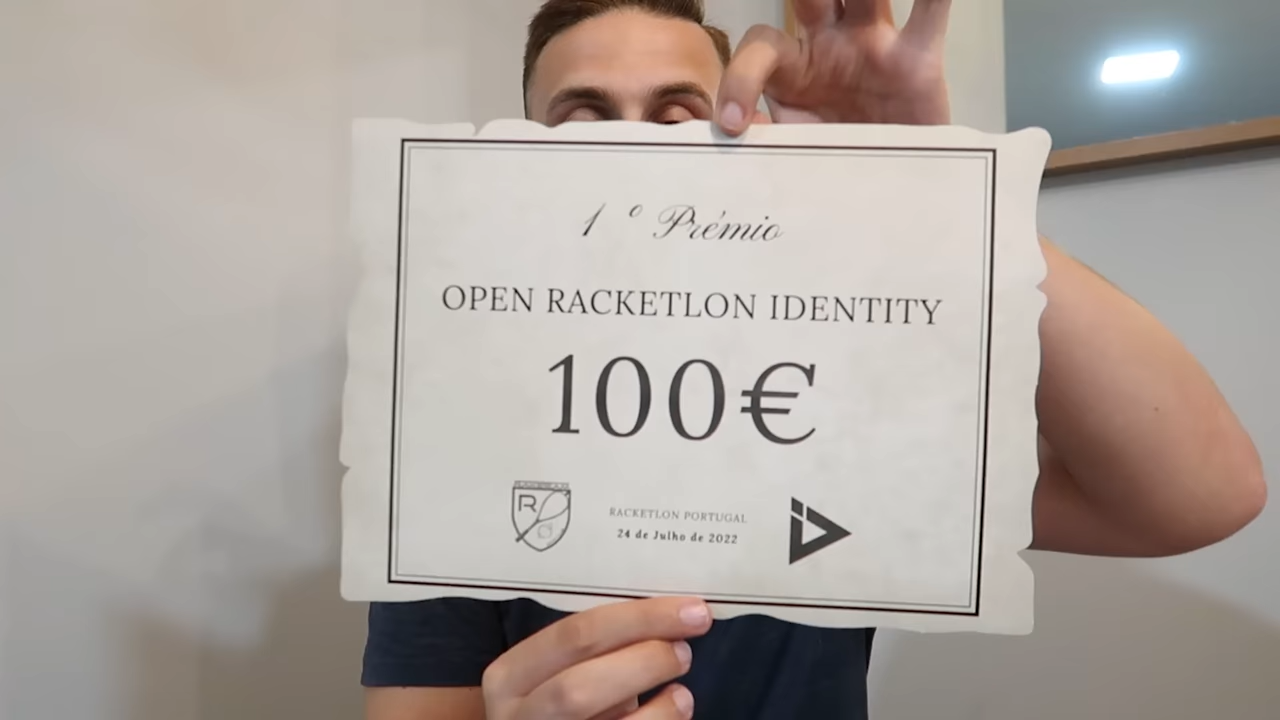 1 º Prémio
OPEN RACKETLON IDENTITY
100€
R
RACKETLON PORTUGAL
24 de Julho de 2022